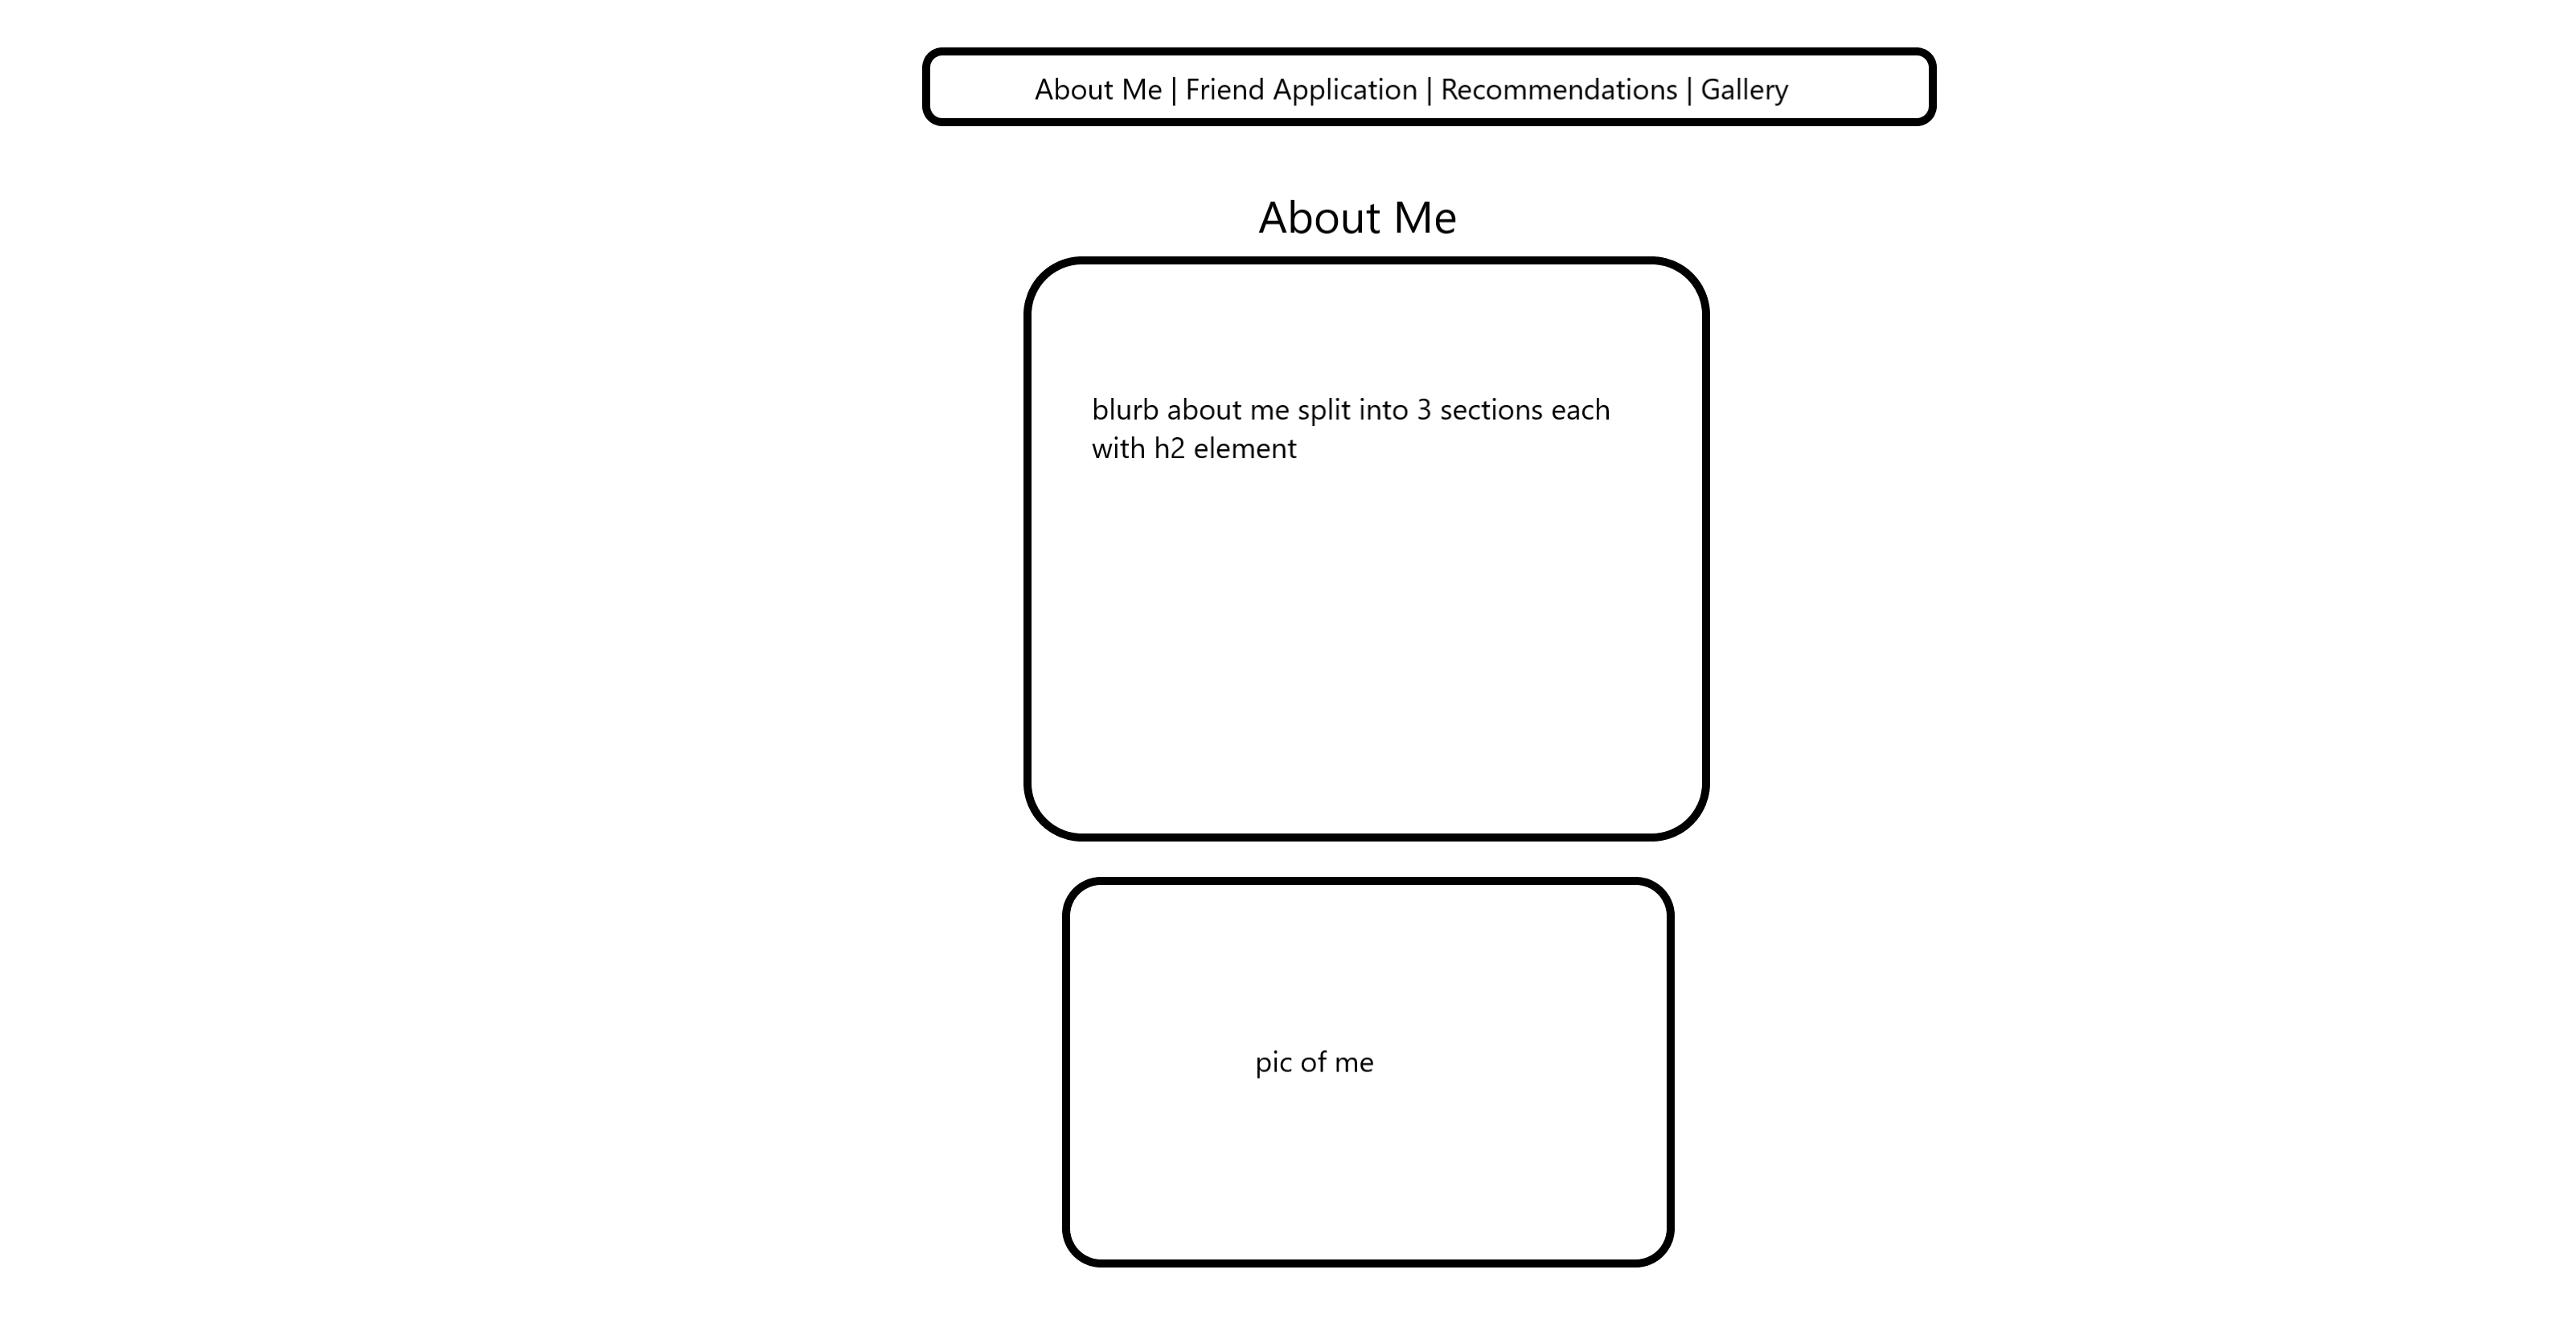 About Me | Friend Application | Recommendations | Gallery
About Me
blurb about me split into 3 sections each
with h2 element
pic of me